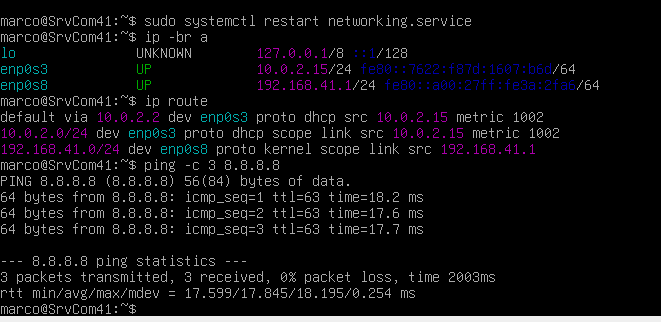 marco@SrvCom41:~$ sudo systemctl restart networking.service
marco@SrvCom41:~$ ip -br a
lo UNKNOWN 127.0.0.1/8 ::1/128
enp0s3 UP 10.0.2.15/24 fe80::7622:f87d:1607:b6d/64
enp0s8 UP 192.168.41.1/24 fe80::a00:27ff:fe3a:2fa6/64
marco@SrvCom41:~$ ip route
default via 10.0.2.2 dev enp0s3 proto dhcp src 10.0.2.15 metric 1002
10.0.2.0/24 dev enp0s3 proto dhcp scope link src 10.0.2.15 metric 1002
192.168.41.0/24 dev enp0s8 proto kernel scope link src 192.168.41.1
marco@SrvCom41:~$ ping -c 3 8.8.8.8
PING 8.8.8.8 (8.8.8.8) 56(84) bytes of data.
64 bytes from 8.8.8.8: icmp_seq=1 ttl=63 time=18.2 ms
64 bytes from 8.8.8.8: icmp_seq=2 ttl=63 time=17.6 ms
64 bytes from 8.8.8.8: icmp_seq=3 ttl=63 time=17.7 ms
--- 8.8.8.8 ping statistics ---
3 packets transmitted, 3 received, 0% packet loss, time 2003ms
rtt min/avg/max/mdev = 17.599/17.845/18.195/0.254 ms
marco@SrvCom41:~$